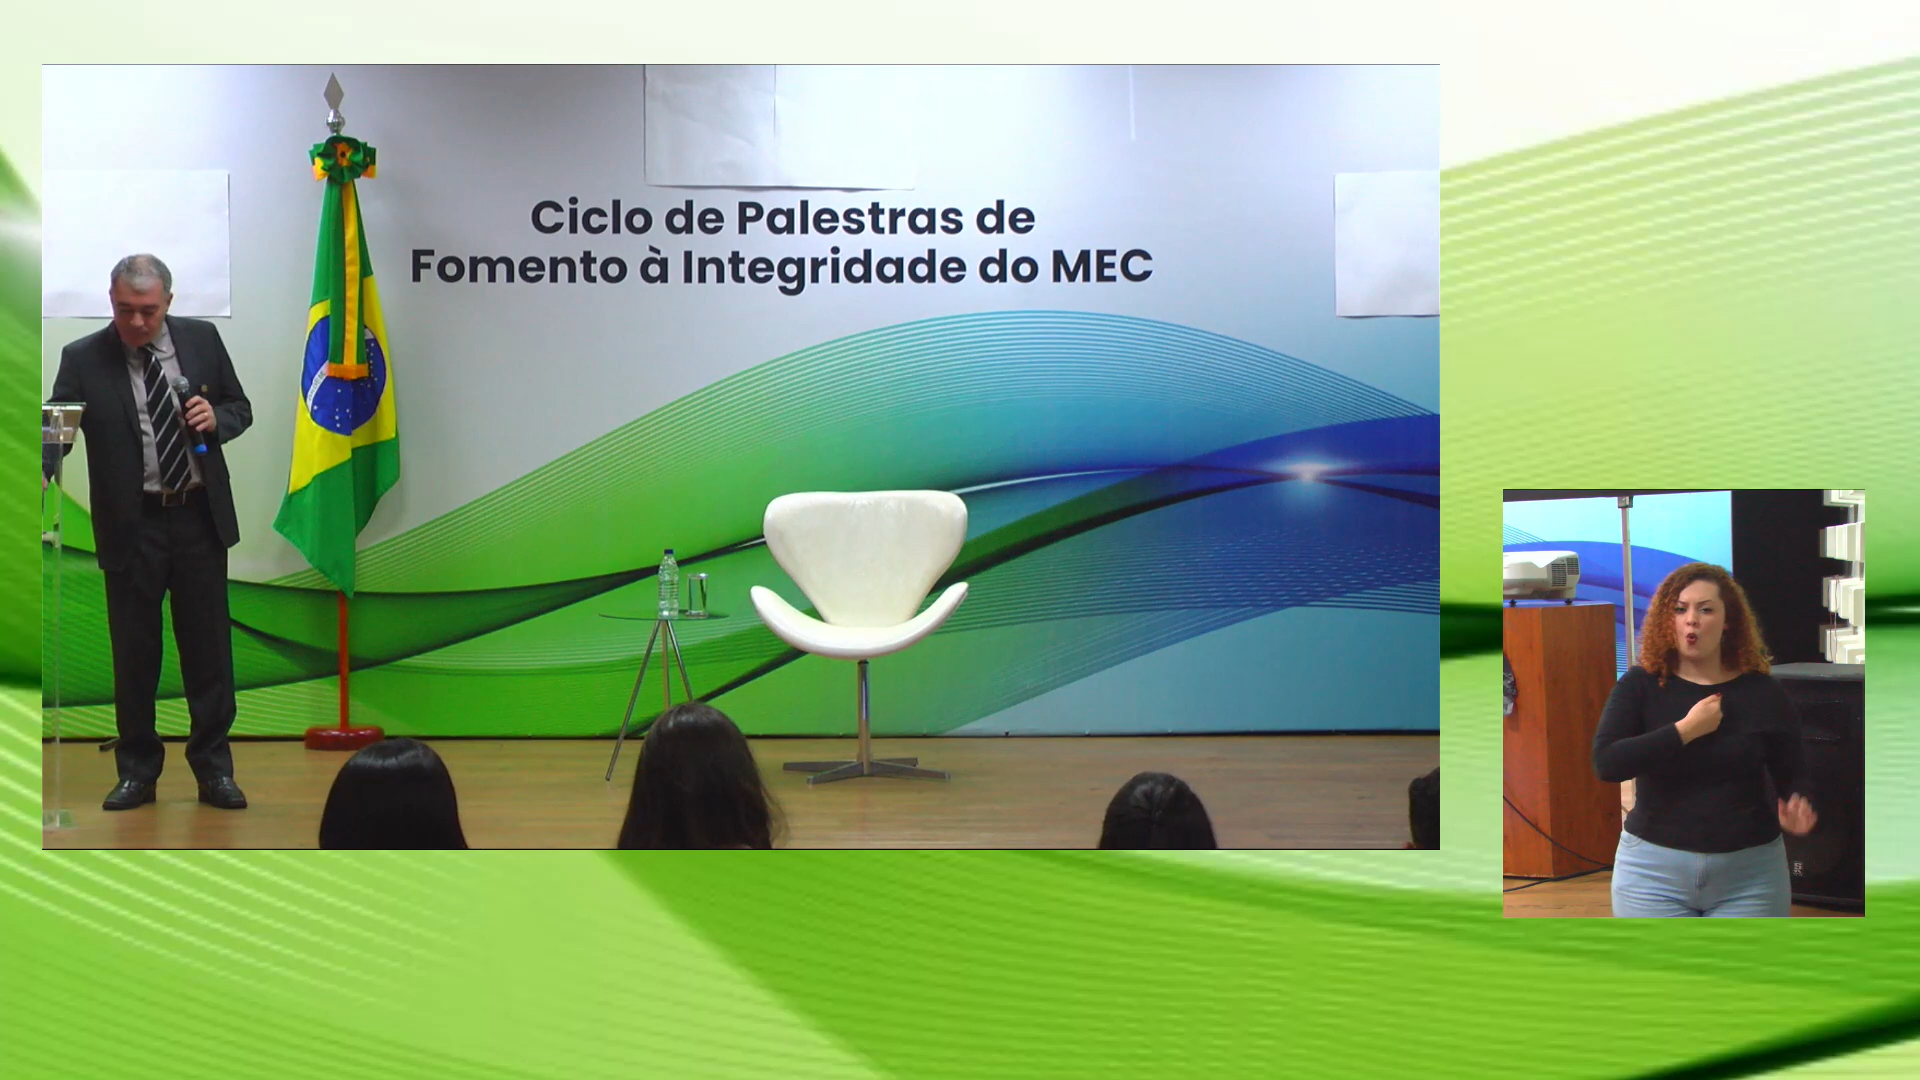 Ciclo de Palestras de
Fomento à Integridade do MEC